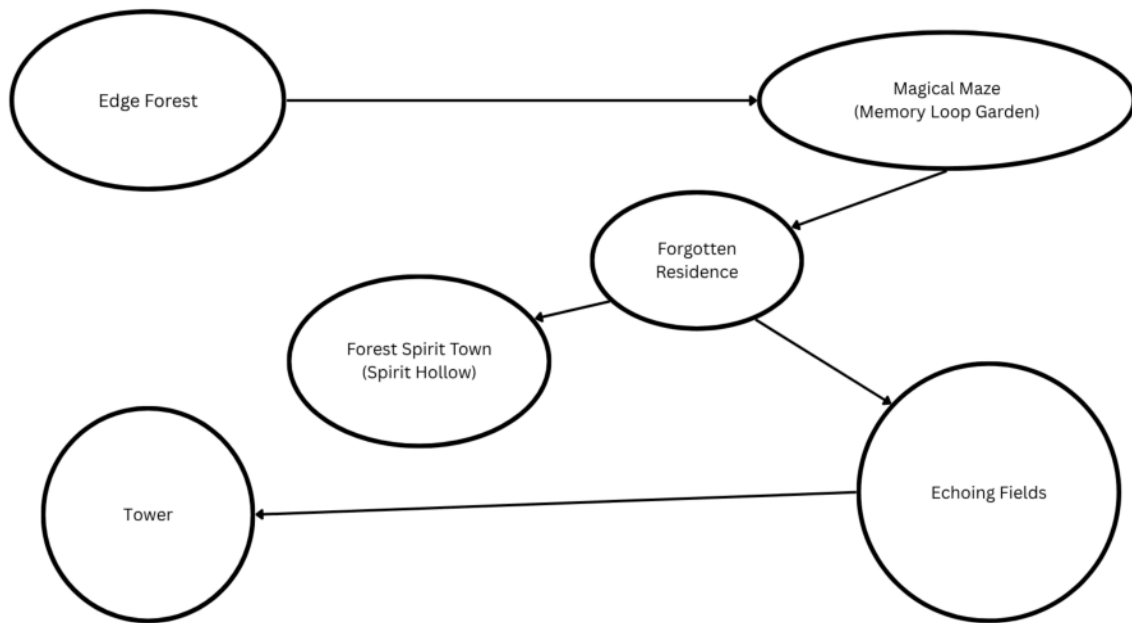 Edge Forest
Magical Maze
(Memory Loop Garden)
Forgotten
Residence
Forest Spirit Town
(Spirit Hollow)
Echoing Fields
Tower